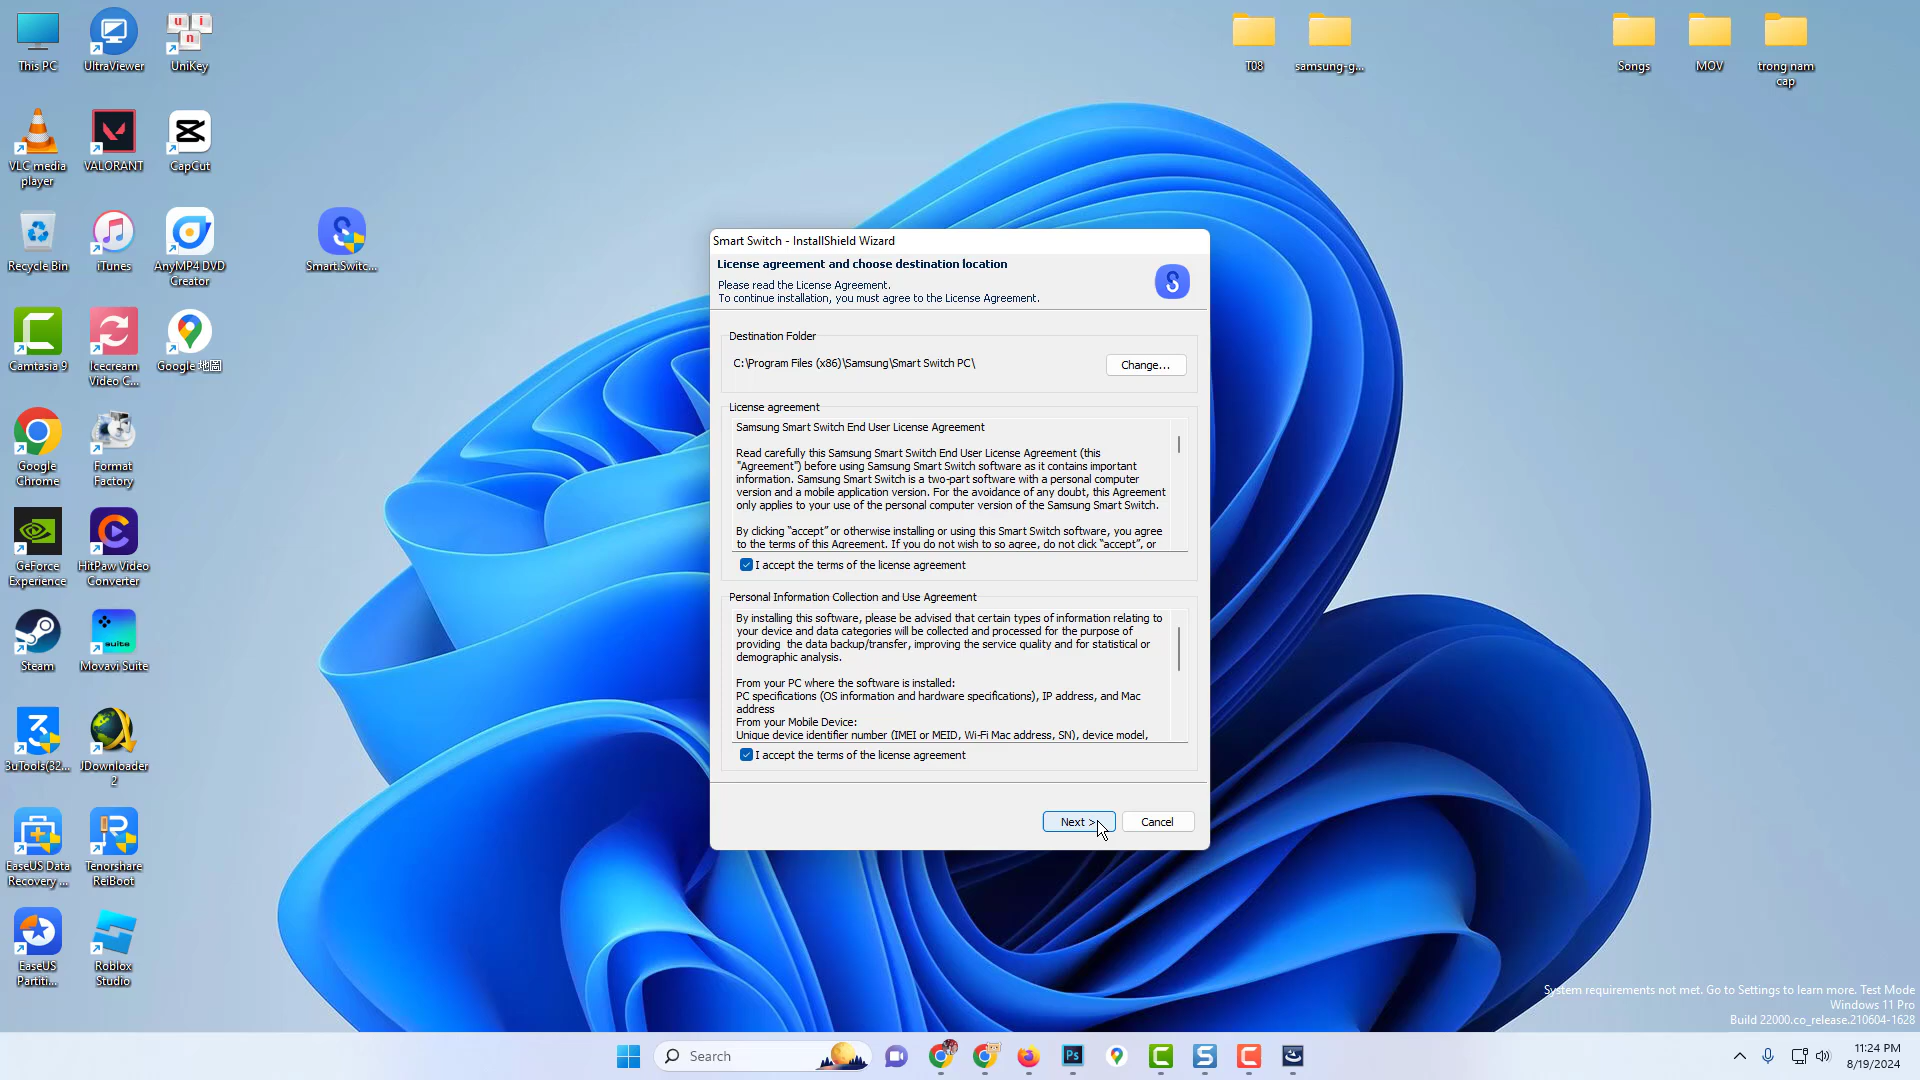 This PC
UltraViewer
u
n
i
UniKey
VLC media
player
VALORANT
CapCut
Recycle Bin
iTunes
AnyMP4 DVD
Creator
Camtasia 9
Icecream
Video C...
Google 地圖
Google
Chrome
Format
Factory
GeForce
Experience
HitPaw Video
Converter
Steam
suite
Movavi Suite
3uTools(32...
JDownloader
2
EaseUS Data
Recovery ...
Tenorshare
ReiBoot
EaseUS
Partiti...
Roblox
Studio
Smart.Switc...
T08
samsung-g...
Songs
MOV
trong nam
cap
Smart Switch - InstallShield Wizard
License agreement and choose destination location
Please read the License Agreement.
To continue installation, you must agree to the License Agreement.
Destination Folder
C:\Program Files (x86)\Samsung\Smart Switch PC\
Change...
License agreement
Samsung Smart Switch End User License Agreement
Read carefully this Samsung Smart Switch End User License Agreement (this
"Agreement") before using Samsung Smart Switch software as it contains important
information. Samsung Smart Switch is a two-part software with a personal computer
version and a mobile application version. For the avoidance of any doubt, this Agreement
only applies to your use of the personal computer version of the Samsung Smart Switch.
By clicking “accept” or otherwise installing or using this Smart Switch software, you agree
to the terms of this Agreement. If you do not wish to so agree, do not click “accept”, or
I accept the terms of the license agreement
Personal Information Collection and Use Agreement
By installing this software, please be advised that certain types of information relating to
your device and data categories will be collected and processed for the purpose of
providing  the data backup/transfer, improving the service quality and for statistical or
demographic analysis.
From your PC where the software is installed:
PC specifications (OS information and hardware specifications), IP address, and Mac
address
From your Mobile Device:
Unique device identifier number (IMEI or MEID, Wi-Fi Mac address, SN), device model,
I accept the terms of the license agreement
Next >
Cancel
System requirements not met. Go to Settings to learn more. Test Mode
Windows 11 Pro
Build 22000.co_release.210604-1628
Search
Ps
11:24 PM
8/19/2024